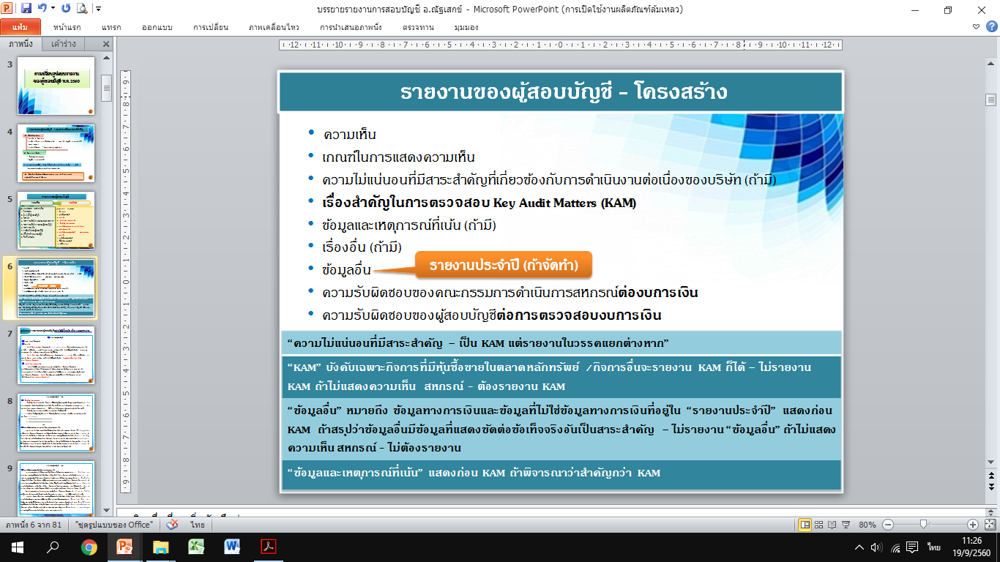 บรรยายรายงานการสอบบัญชี อ.ณัฐเสกข์ - Microsoft PowerPoint (การเปิดใช้งานผลิตภัณฑ์ล้มเหลว)
แฟ้ม หน้าแรก แทรก ออกแบบ การเปลี่ยน ภาพเคลื่อนไหว การนำเสนอภาพนิ่ง ตรวจทาน มุมมอง
ภาพนิ่ง เค้าร่าง
3
4
5
6
7
8
9
รายงานของผู้สอบบัญชี – โครงสร้าง
• ความเห็น
• เกณฑ์ในการแสดงความเห็น
• ความไม่แน่นอนที่มีสาระสำคัญที่เกี่ยวข้องกับการดำเนินงานต่อเนื่องของบริษัท (ถ้ามี)
• เรื่องสำคัญในการตรวจสอบ Key Audit Matters (KAM)
• ข้อมูลและเหตุการณ์ที่เน้น (ถ้ามี)
• เรื่องอื่น (ถ้ามี)
• ข้อมูลอื่น
รายงานประจำปี (ถ้าจัดทำ)
• ความรับผิดชอบของคณะกรรมการดำเนินการสหกรณ์ต่องบการเงิน
• ความรับผิดชอบของผู้สอบบัญชีต่อการตรวจสอบงบการเงิน
“ความไม่แน่นอนที่มีสาระสำคัญ – เป็น KAM แต่รายงานในวรรคแยกต่างหาก”
“KAM” บังคับเฉพาะกิจการที่มีหุ้นซื้อขายในตลาดหลักทรัพย์ /กิจการอื่นจะรายงาน KAM ก็ได้ – ไม่รายงาน
KAM ถ้าไม่แสดงความเห็น สหกรณ์ - ต้องรายงาน KAM
“ข้อมูลอื่น” หมายถึง ข้อมูลทางการเงินและข้อมูลที่ไม่ใช่ข้อมูลทางการเงินที่อยู่ใน “รายงานประจำปี” แสดงก่อน
KAM ถ้าสรุปว่าข้อมูลอื่นมีข้อมูลที่แสดงขัดต่อข้อเท็จจริงอันเป็นสาระสำคัญ – ไม่รายงาน “ข้อมูลอื่น” ถ้าไม่แสดง
ความเห็น สหกรณ์ - ไม่ต้องรายงาน
“ข้อมูลและเหตุการณ์ที่เน้น” แสดงก่อน KAM ถ้าพิจารณาว่าสำคัญกว่า KAM
ภาพนิ่ง 6 จาก 81 "ชุดรูปแบบของ Office" ไทย 80%
ไทย
11:26
19/9/2560